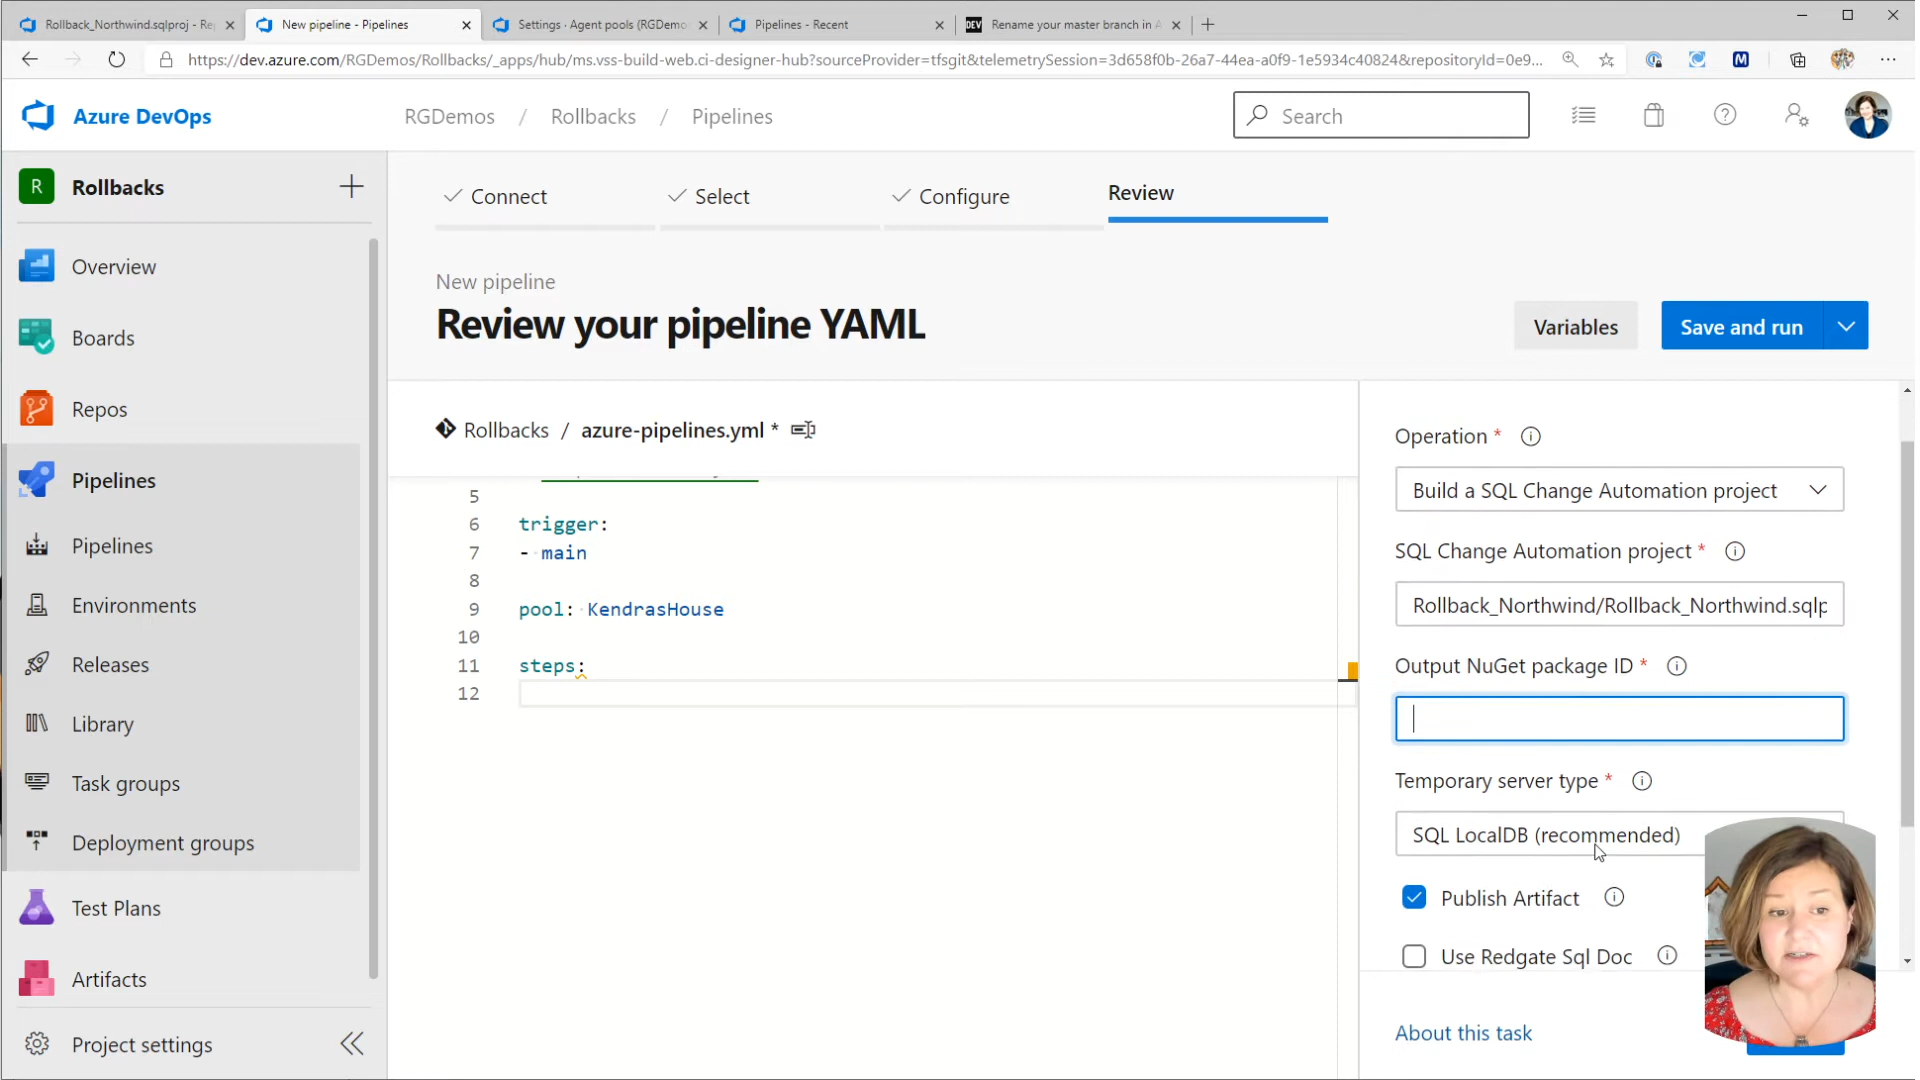 Rollback_Northwind.sqlproj - Re
New pipeline - Pipelines
Settings · Agent pools (RGDemo
Pipelines - Recent
DEV
Rename your master branch in A
https://dev.azure.com/RGDemos/Rollbacks/_apps/hub/ms.vss-build-web.ci-designer-hub?sourceProvider=tfsgit&telemetrySession=3d658f0b-26a7-44ea-a0f9-1e5934c40824&repositoryId=0e9...
M
Azure DevOps
RGDemos / Rollbacks / Pipelines
Search
R
Rollbacks
Overview
Boards
Repos
Pipelines
Pipelines
Environments
Releases
Library
Task groups
Deployment groups
Test Plans
Artifacts
Project settings
Connect
Select
Configure
Review
New pipeline
Review your pipeline YAML
Variables
Save and run
Rollbacks / azure-pipelines.yml *
5
6 trigger:
7 - main
8
9 pool: KendrasHouse
10
11 steps:
12
Operation *
Build a SQL Change Automation project
SQL Change Automation project *
Rollback_Northwind/Rollback_Northwind.sqlp
Output NuGet package ID *
Temporary server type *
SQL LocalDB (recommended)
Publish Artifact
Use Redgate Sql Doc
About this task